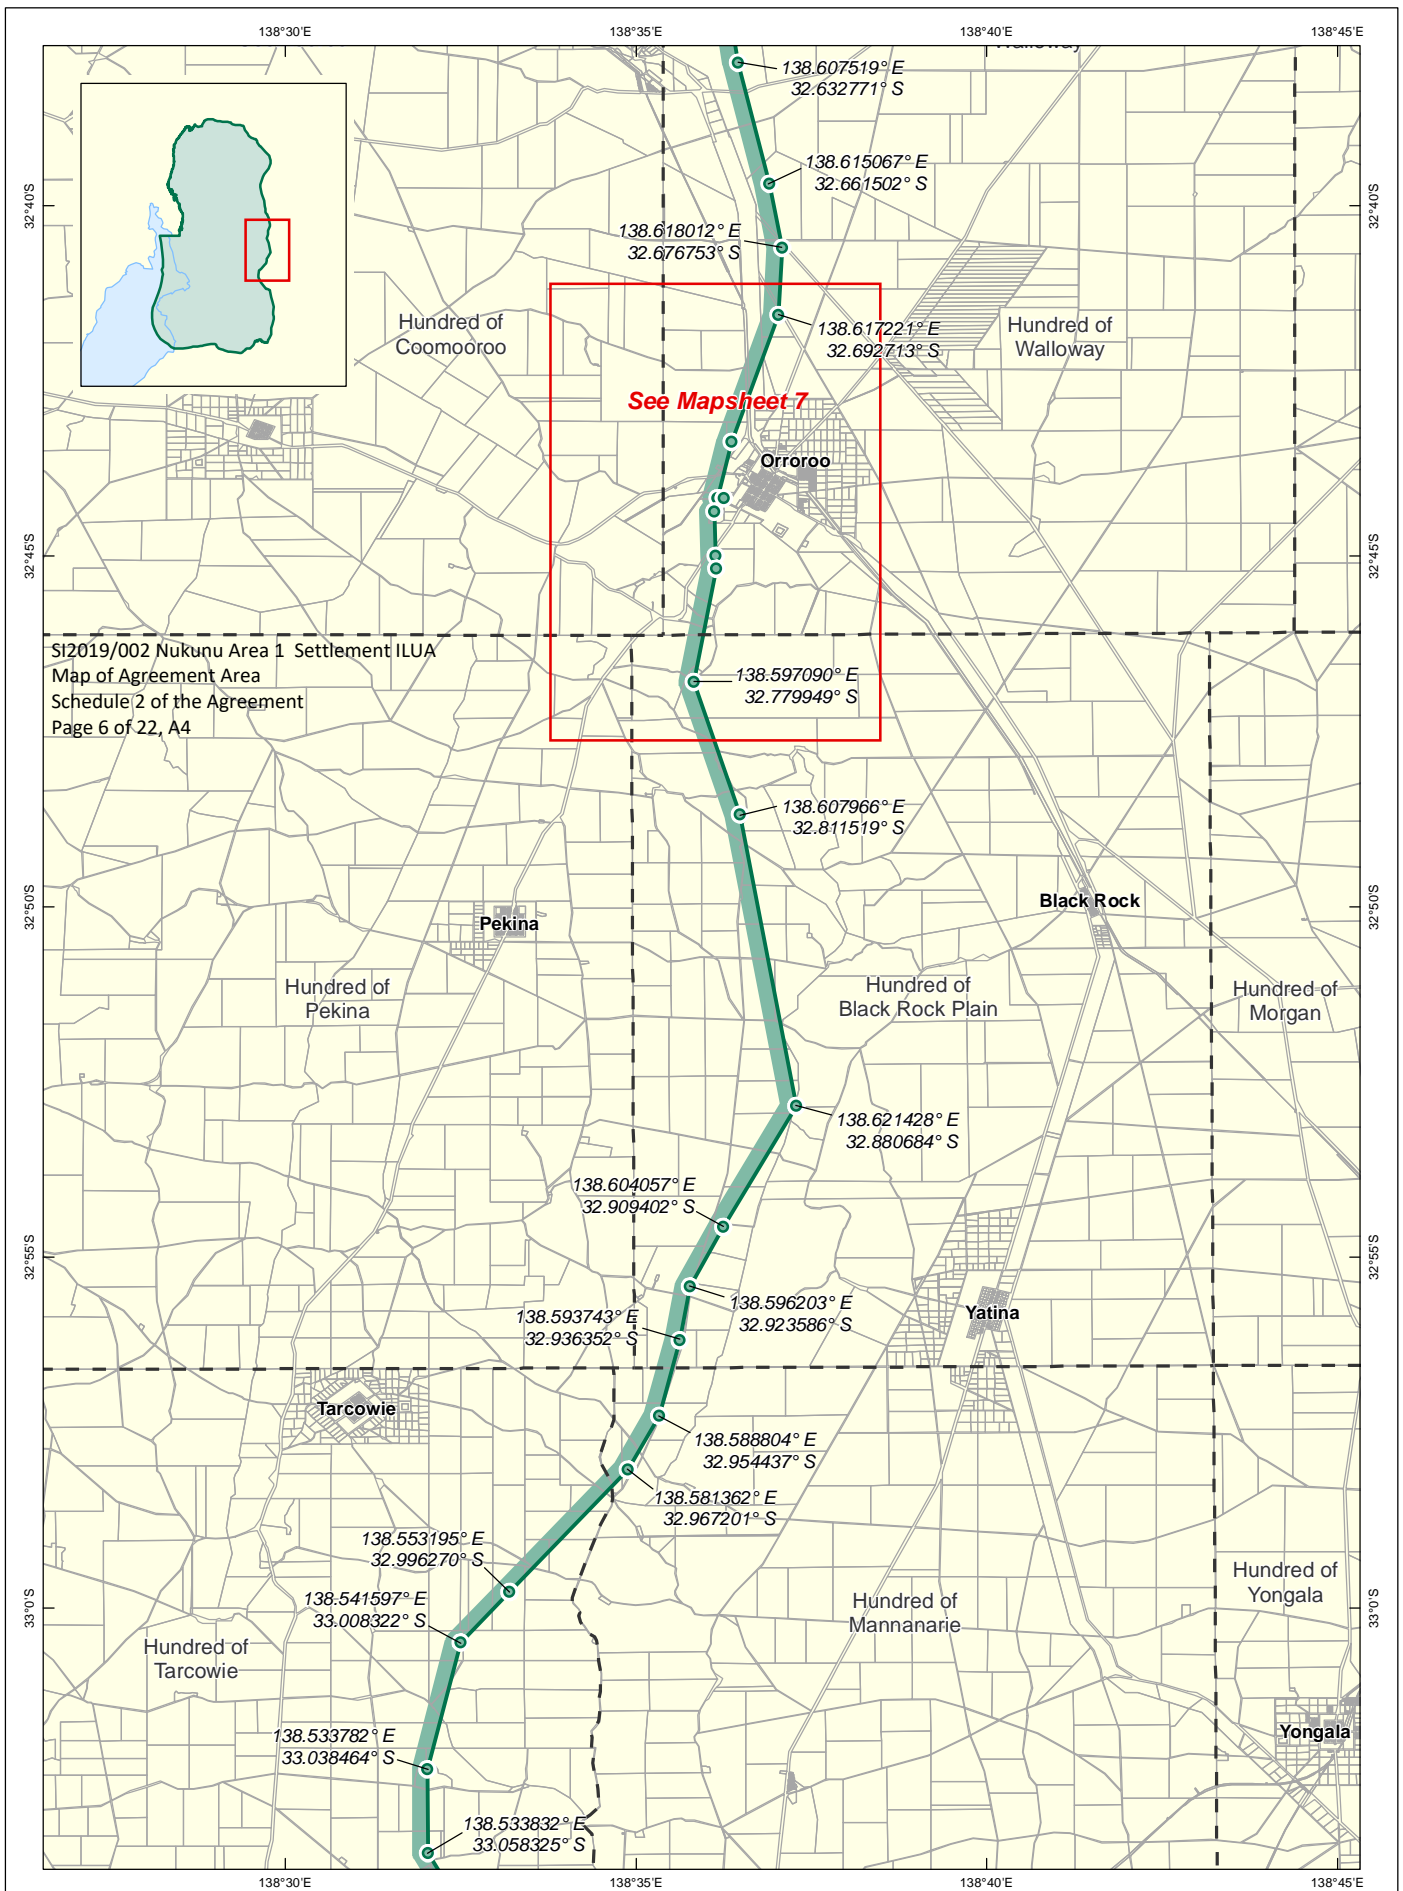 138°30'E
138°35'E
138°40'E
138°45'E
Walloway
138.607519° E
32.632771° S
138.615067° E
32.661502° S
32°40'S
32°40'S
138.618012° E
32.676753° S
Hundred of
Coomooroo
138.617221° E
32.692713° S
Hundred of
Walloway
See Mapsheet 7
Orroroo
32°45'S
32°45'S
SI2019/002 Nukunu Area 1 Settlement ILUA
Map of Agreement Area
Schedule 2 of the Agreement
Page 6 of 22, A4
138.597090° E
32.779949° S
138.607966° E
32.811519° S
32°50'S
32°50'S
Pekina
Black Rock
Hundred of
Pekina
Hundred of
Black Rock Plain
Hundred of
Morgan
138.621428° E
32.880684° S
138.604057° E
32.909402° S
32°55'S
32°55'S
138.596203° E
32.923586° S
138.593743° E
32.936352° S
Yatina
Tarcowie
138.588804° E
32.954437° S
138.581362° E
32.967201° S
138.553195° E
32.996270° S
138.541597° E
33.008322° S
33°0'S
33°0'S
Hundred of
Yongala
Hundred of
Mannanarie
Hundred of
Tarcowie
138.533782° E
33.038464° S
Yongala
138.533832° E
33.058325° S
138°30'E
138°35'E
138°40'E
138°45'E